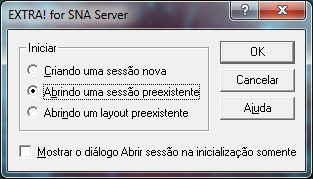 EXTRA! for SNA Server
Iniciar
Criando uma sessão nova
Abrindo uma sessão preexistente
Abrindo um layout preexistente
OK
Cancelar
Ajuda
Mostrar o diálogo Abrir sessão na inicialização somente